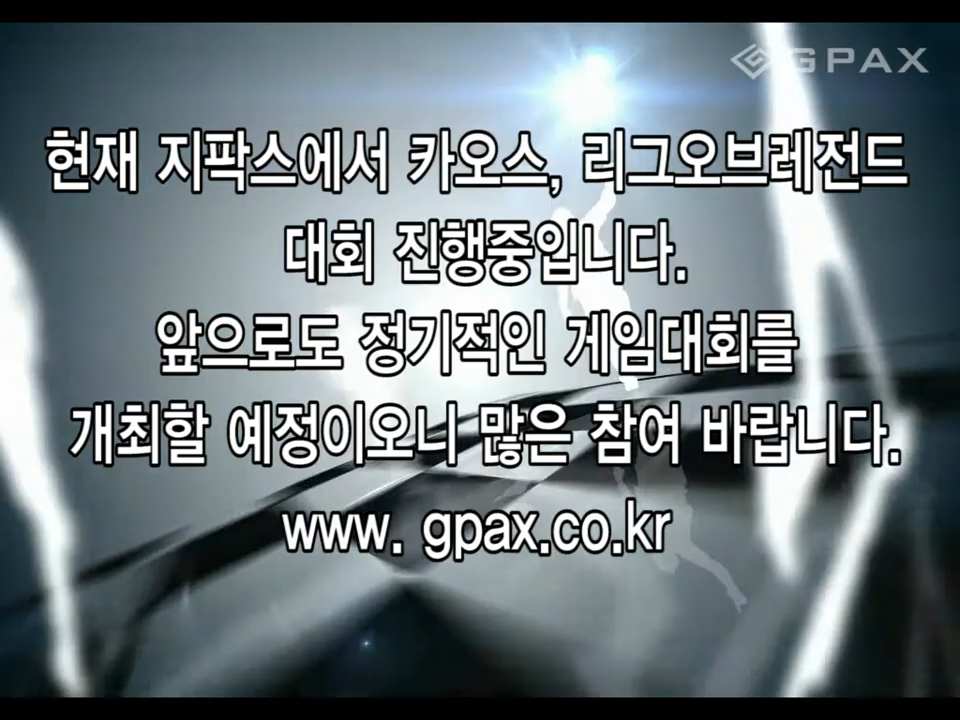 GPAX
현재 지팍스에서 카오스, 리그오브레전드
대회 진행중입니다.
앞으로도 정기적인 게임대회를
개최할 예정이오니 많은 참여 바랍니다.
www. gpax.co.kr